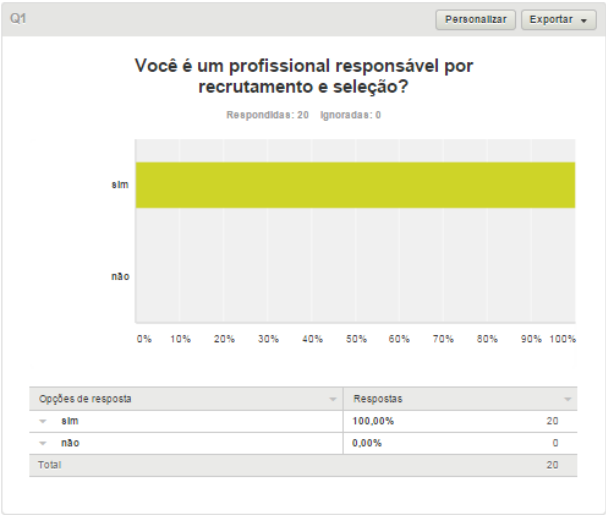 Q1
Personalizar
Exportar
Você é um profissional responsável por
recrutamento e seleção?
Respondidas: 20 Ignoradas: 0
sim
não
0% 10% 20% 30% 40% 50% 60% 70% 80% 90% 100%
Opções de resposta Respostas
sim 100,00% 20
não 0,00% 0
Total 20